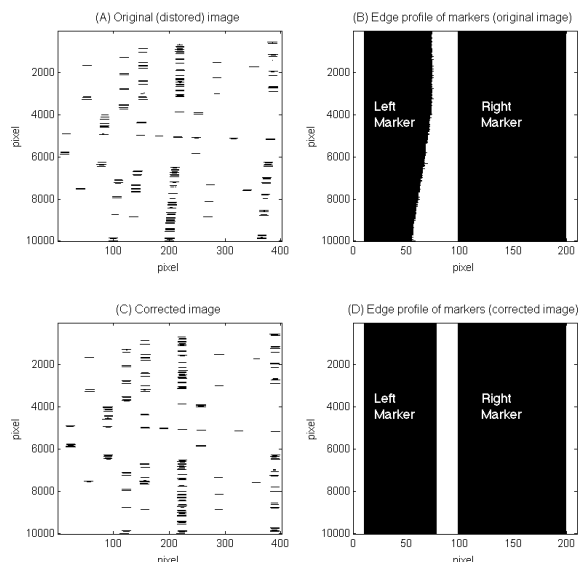 (A) Original (distored) image
2000
4000
6000
8000
10000
pixel
100
200
300
400
pixel
(B) Edge profile of markers (original image)
2000
4000
6000
8000
10000
pixel
Left
Marker
Right
Marker
0
50
100
150
200
pixel
(C) Corrected image
2000
4000
6000
8000
10000
pixel
100
200
300
400
pixel
(D) Edge profile of markers (corrected image)
2000
4000
6000
8000
10000
pixel
Left
Marker
Right
Marker
0
50
100
150
200
pixel